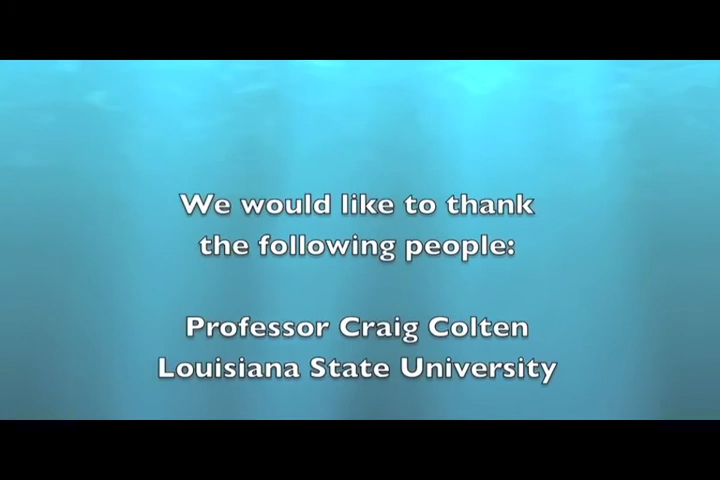 We would like to thank
the following people:
Professor Craig Colten
Louisiana State University